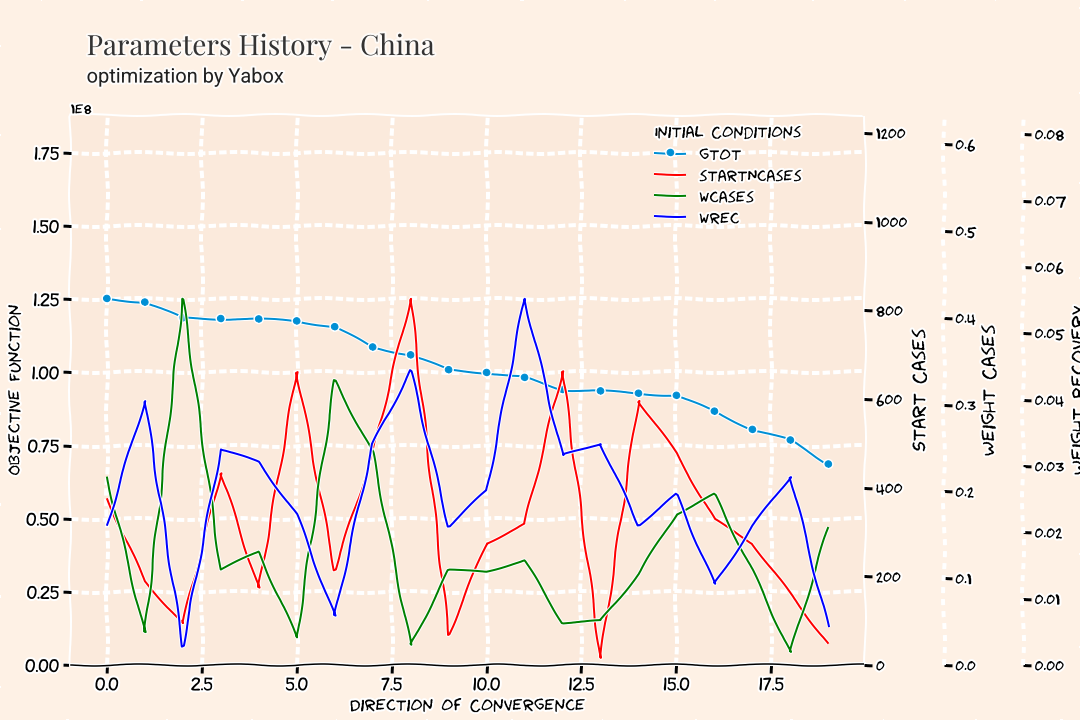 Parameters History - China
optimization by Yabox
1E8
INITIAL CONDITIONS
GTOT
STARTNCASES
WCASES
WREC
1.75
1.50
1.25
1.00
0.75
0.50
0.25
0.00
OBJECTIVE FUNCTION
0.0 2.5 5.0 7.5 10.0 12.5 15.0 17.5
DIRECTION OF CONVERGENCE
1200
1000
800
600
400
200
0
START CASES
0.6
0.5
0.4
0.3
0.2
0.1
0.0
WEIGHT CASES
0.08
0.07
0.06
0.05
0.04
0.03
0.02
0.01
0.00
WEIGHT RECOVERY